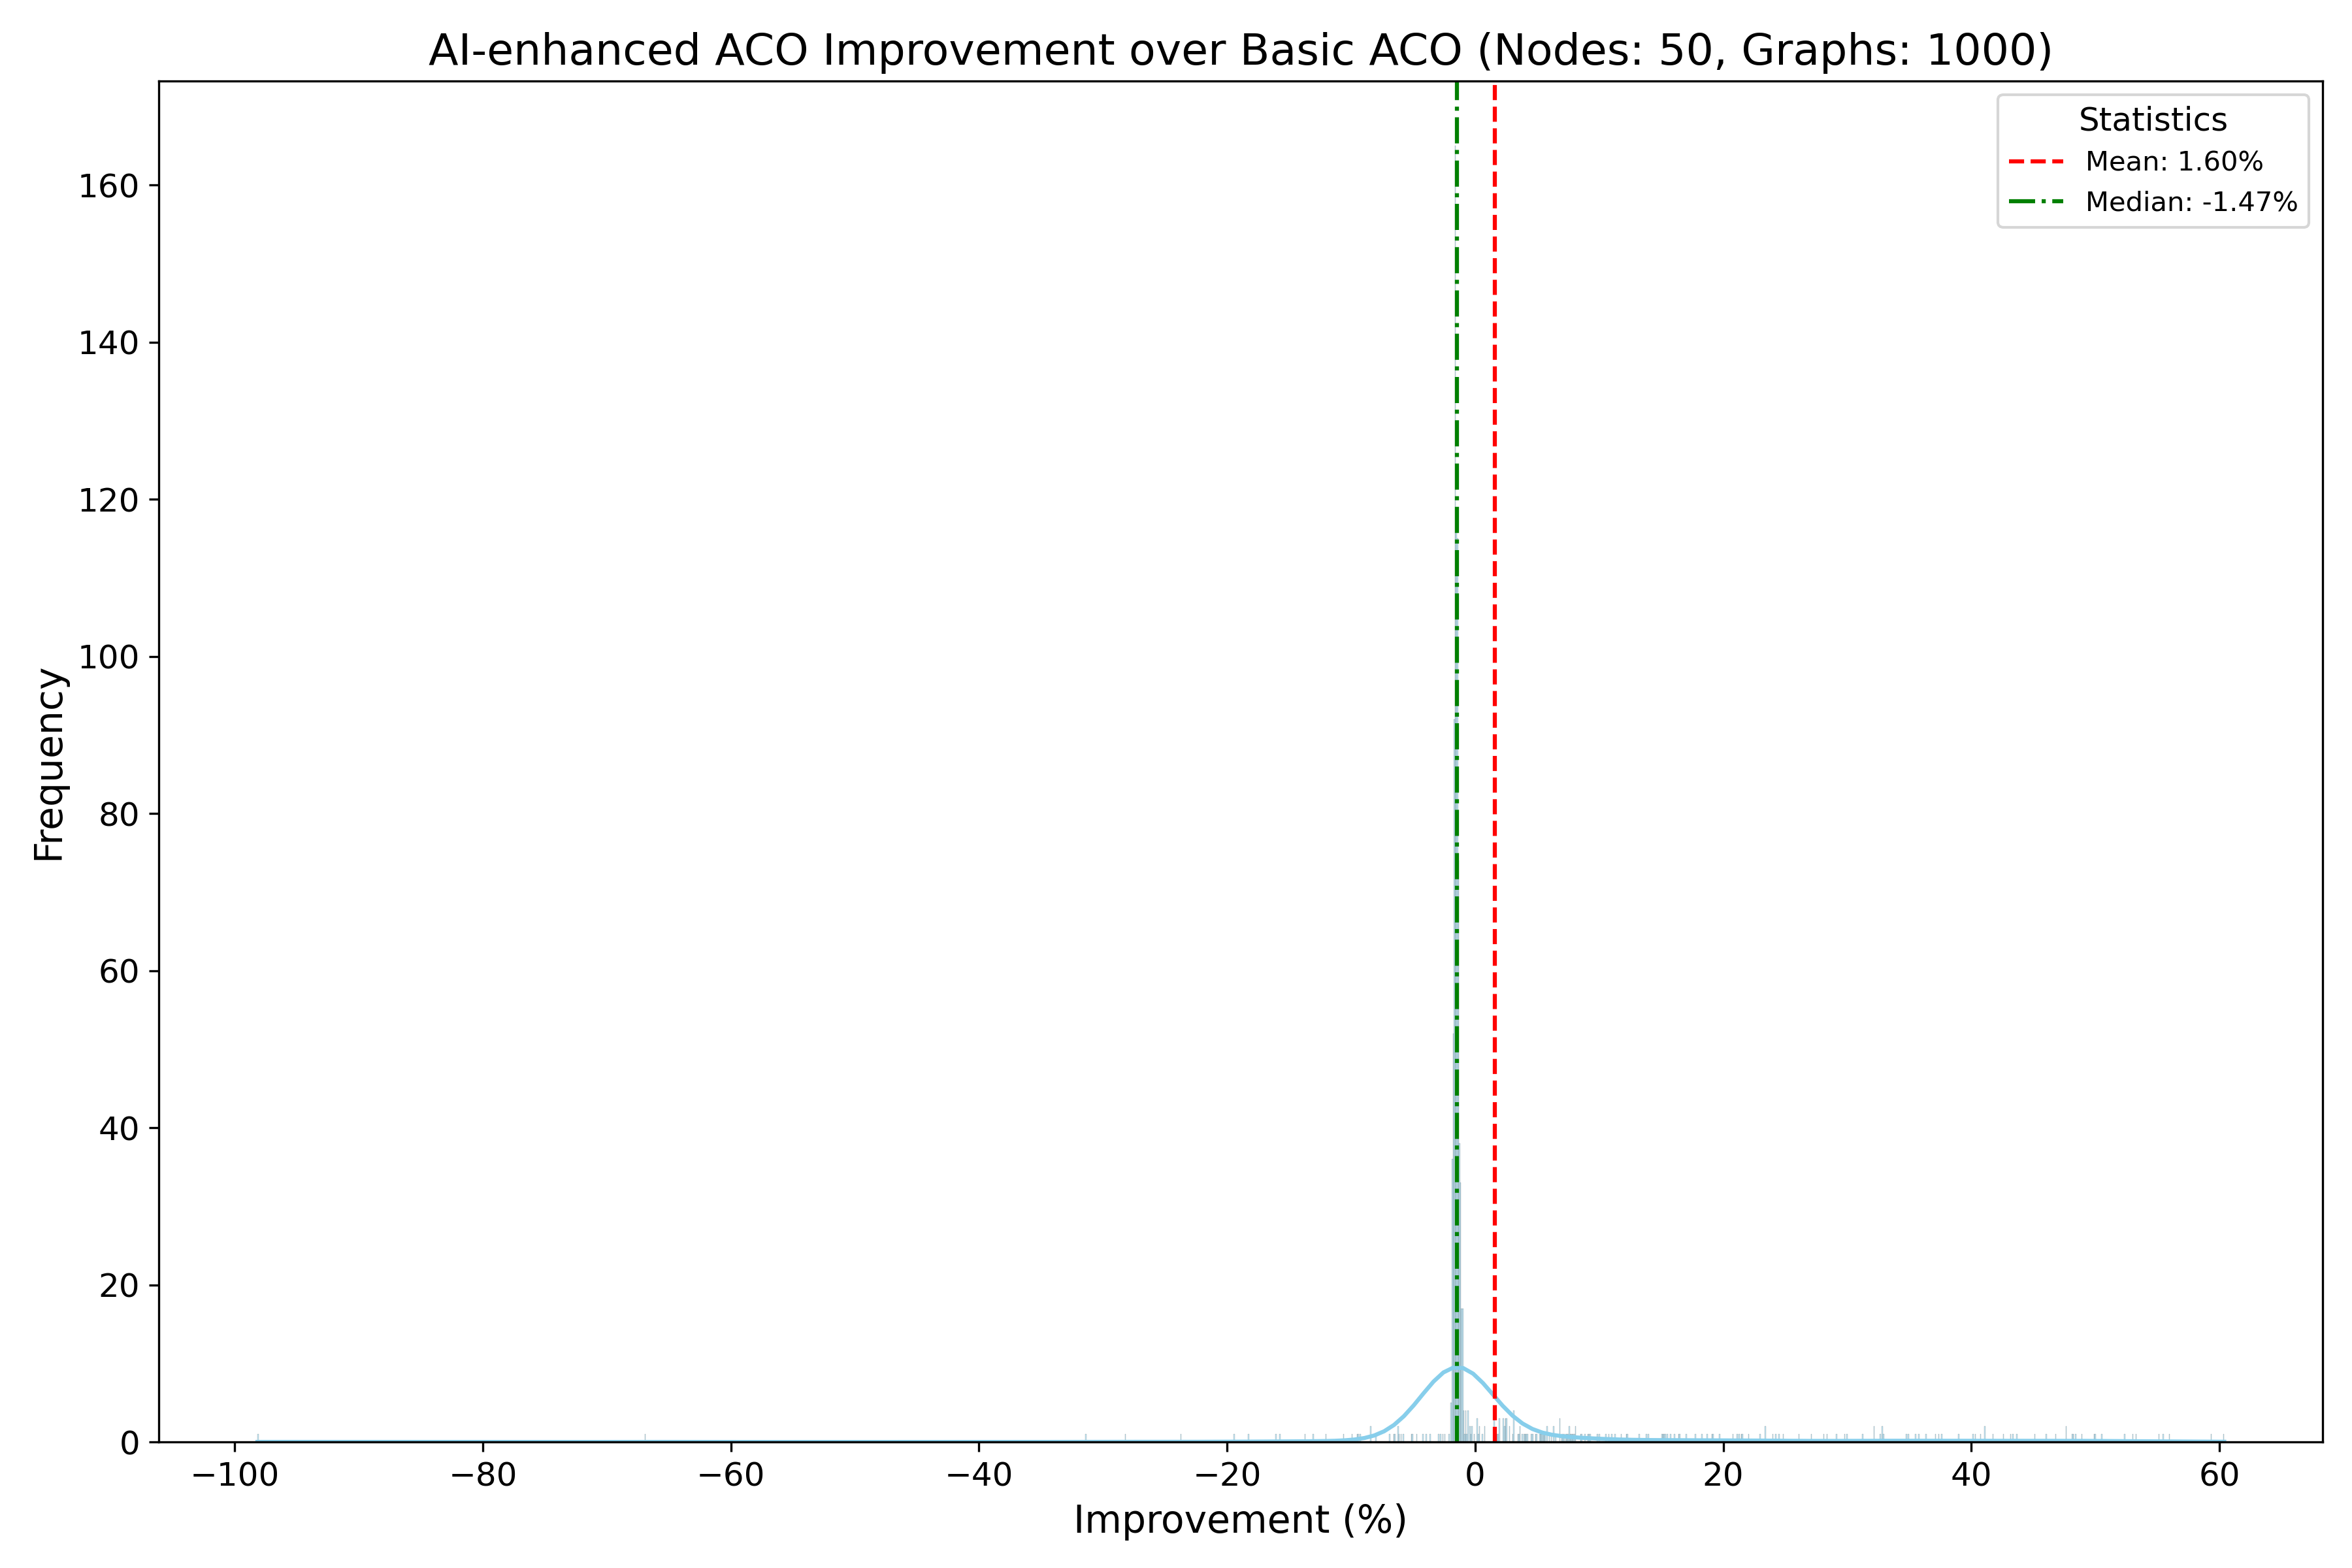 AI-enhanced ACO Improvement over Basic ACO (Nodes: 50, Graphs: 1000)
Statistics
Mean: 1.60%
Median: -1.47%
160
140
120
100
80
60
40
20
0
Frequency
−100 −80 −60 −40 −20 0 20 40 60
Improvement (%)